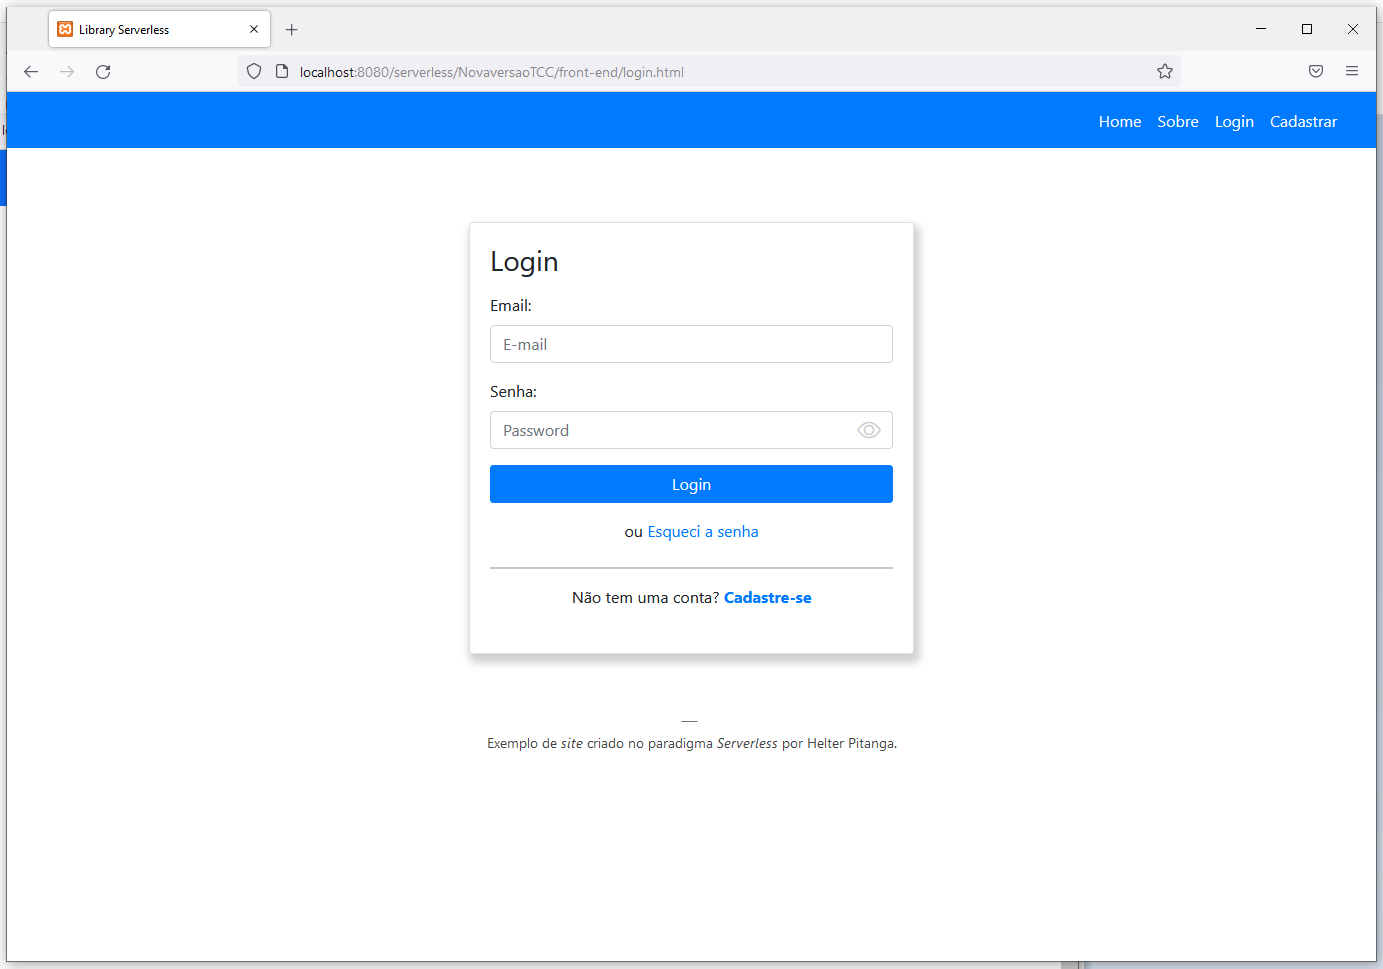 Library Serverless
localhost:8080/serverless/NovaversaoTCC/front-end/login.html
Home Sobre Login Cadastrar
Login
Email:
E-mail
Senha:
Password
Login
ou Esqueci a senha
Não tem uma conta? Cadastre-se
—
Exemplo de site criado no paradigma Serverless por Helter Pitanga.